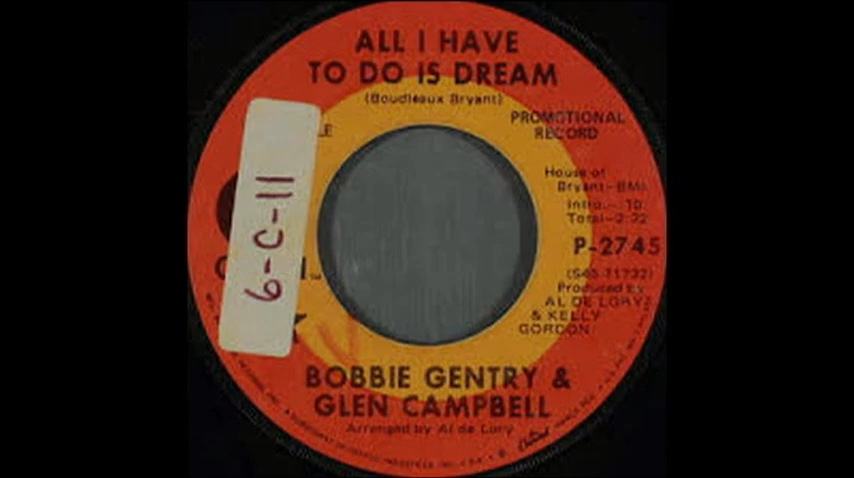 ALL I HAVE
TO DO IS DREAM
(Boudleaux Bryant)
PROMOTIONAL
RECORD
House of
Bryant-BMI
Intro.-:10
Total-2:32
P-2745
(S45-71732)
Produced by
AL DE LORY
& KELLY
GORDON
6-C-11
BOBBIE GENTRY &
GLEN CAMPBELL
Arranged by Al de Lory